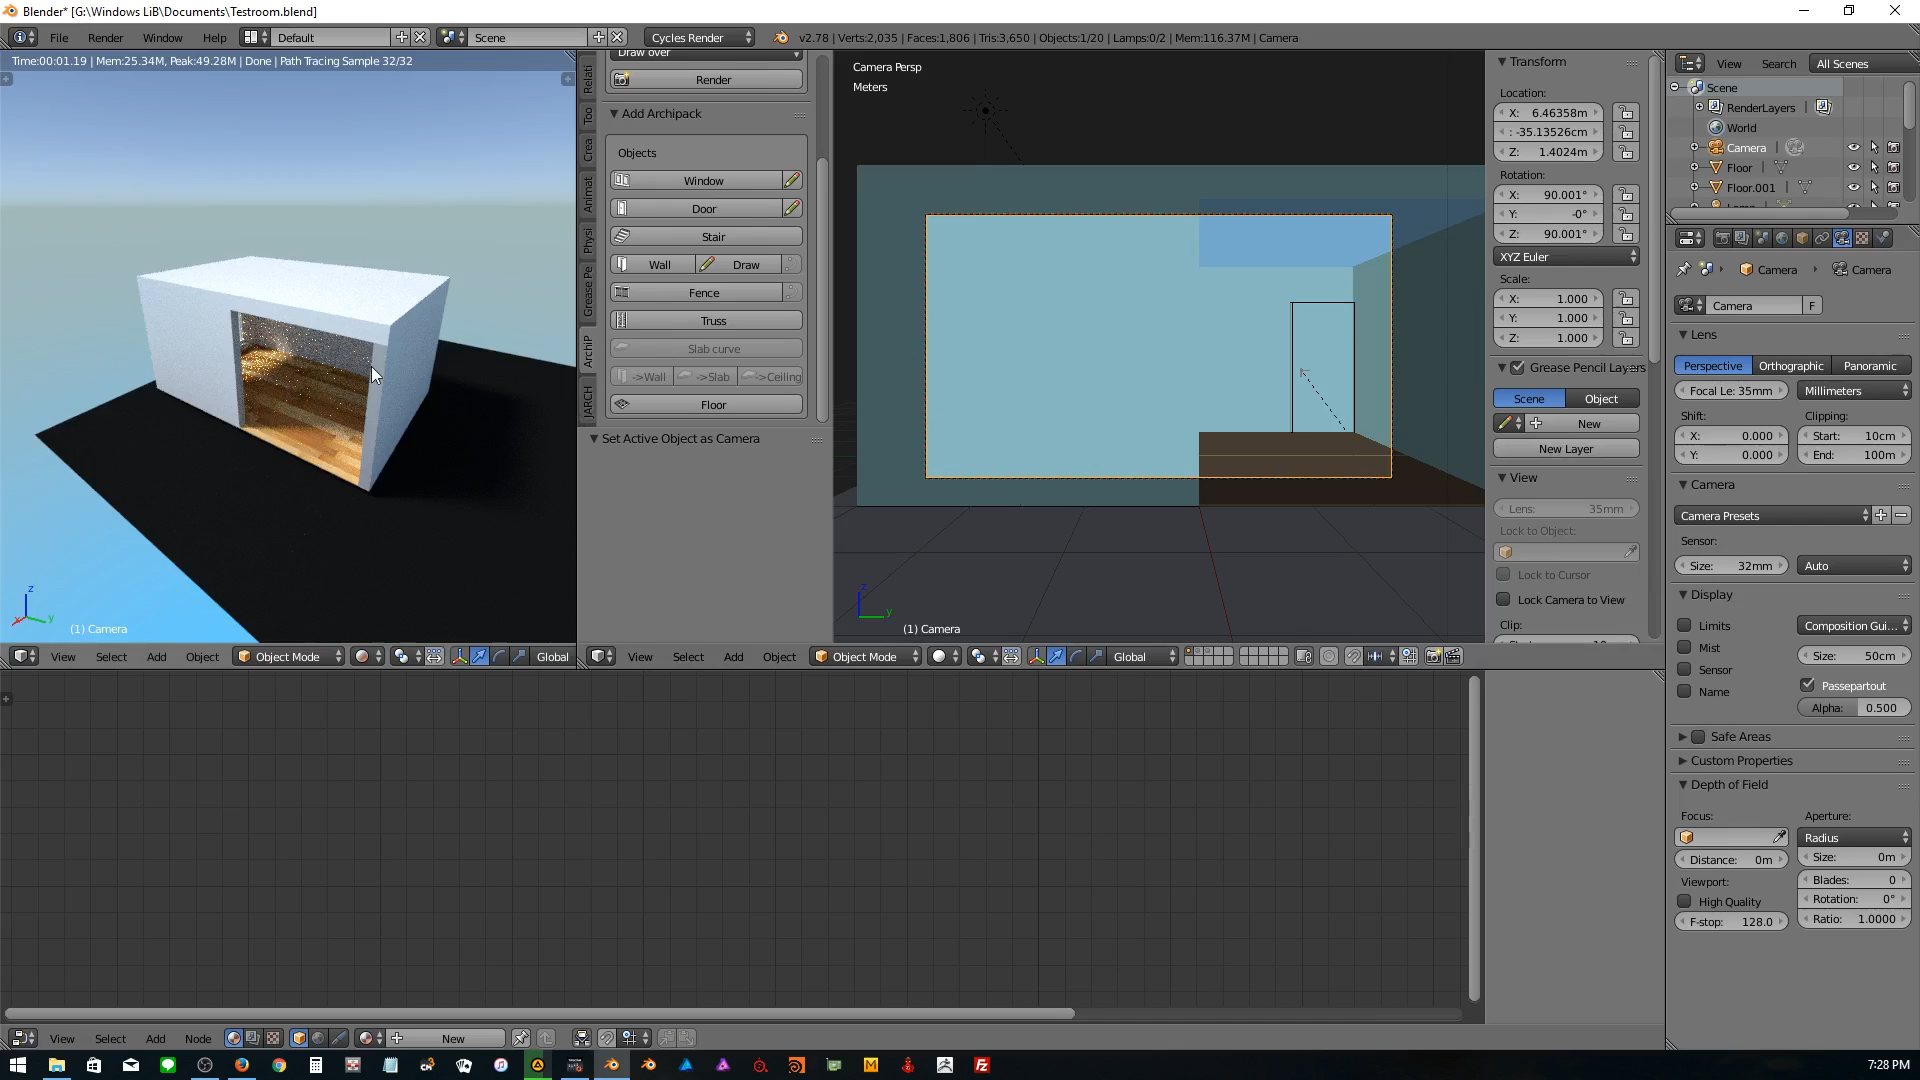 Blender* [G:\Windows LiB\Documents\Testroom.blend]
File Render Window Help Default Scene Cycles Render v2.78 | Verts:2,035 | Faces:1,806 | Tris:3,650 | Objects:1/20 | Lamps:0/2 | Mem:116.37M | Camera
Time:00:01.19 | Mem:25.34M, Peak:49.28M | Done | Path Tracing Sample 32/32
(1) Camera
View Select Add Object Object Mode Global
Relati
Too
Crea
Animat
Physi
Grease Pe
ArchiP
JARCH
Draw over
Render
Add Archipack
Objects
Window
Door
Stair
Wall Draw
Fence
Truss
Slab curve
->Wall ->Slab ->Ceiling
Floor
Set Active Object as Camera
Camera Persp
Meters
(1) Camera
View Select Add Object Object Mode Global
Transform
Location:
X: 6.46358m
: -35.13526cm
Z: 1.4024m
Rotation:
X: 90.001°
Y: -0°
Z: 90.001°
XYZ Euler
Scale:
X: 1.000
Y: 1.000
Z: 1.000
Grease Pencil Layers
Scene Object
New
New Layer
View
Lens: 35mm
Lock to Object:
Lock to Cursor
Lock Camera to View
Clip:
View Search All Scenes
Scene
RenderLayers
World
Camera
Floor
Floor.001
Camera Camera
Camera F
Lens
Perspective Orthographic Panoramic
Focal Le: 35mm Millimeters
Shift: Clipping:
X: 0.000 Start: 10cm
Y: 0.000 End: 100m
Camera
Camera Presets
Sensor:
Size: 32mm Auto
Display
Limits Composition Gui...
Mist Size: 50cm
Sensor Passepartout
Name Alpha: 0.500
Safe Areas
Custom Properties
Depth of Field
Focus: Aperture:
Radius
Distance: 0m Size: 0m
Viewport: Blades: 0
High Quality Rotation: 0°
F-stop: 128.0 Ratio: 1.0000
View Select Add Node New
7:28 PM